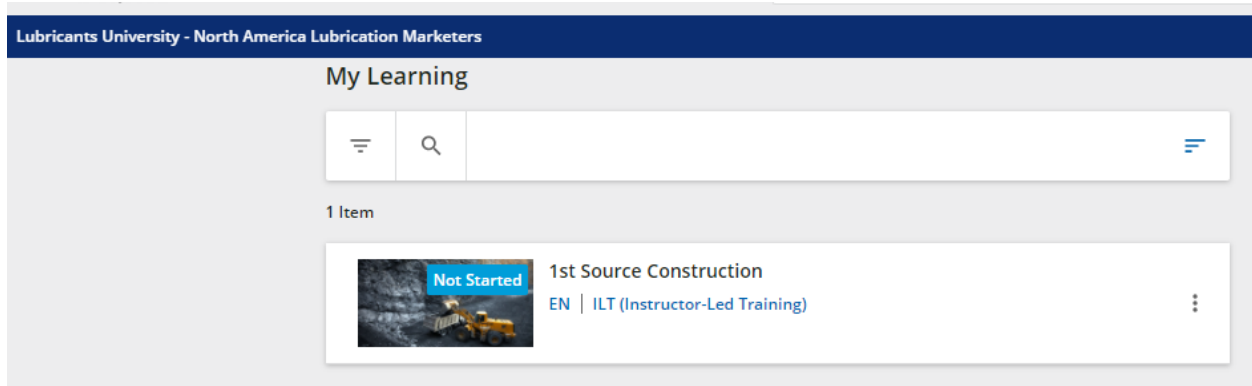 Lubricants University - North America Lubrication Marketers
My Learning
1 Item
Not Started
1st Source Construction
EN | ILT (Instructor-Led Training)